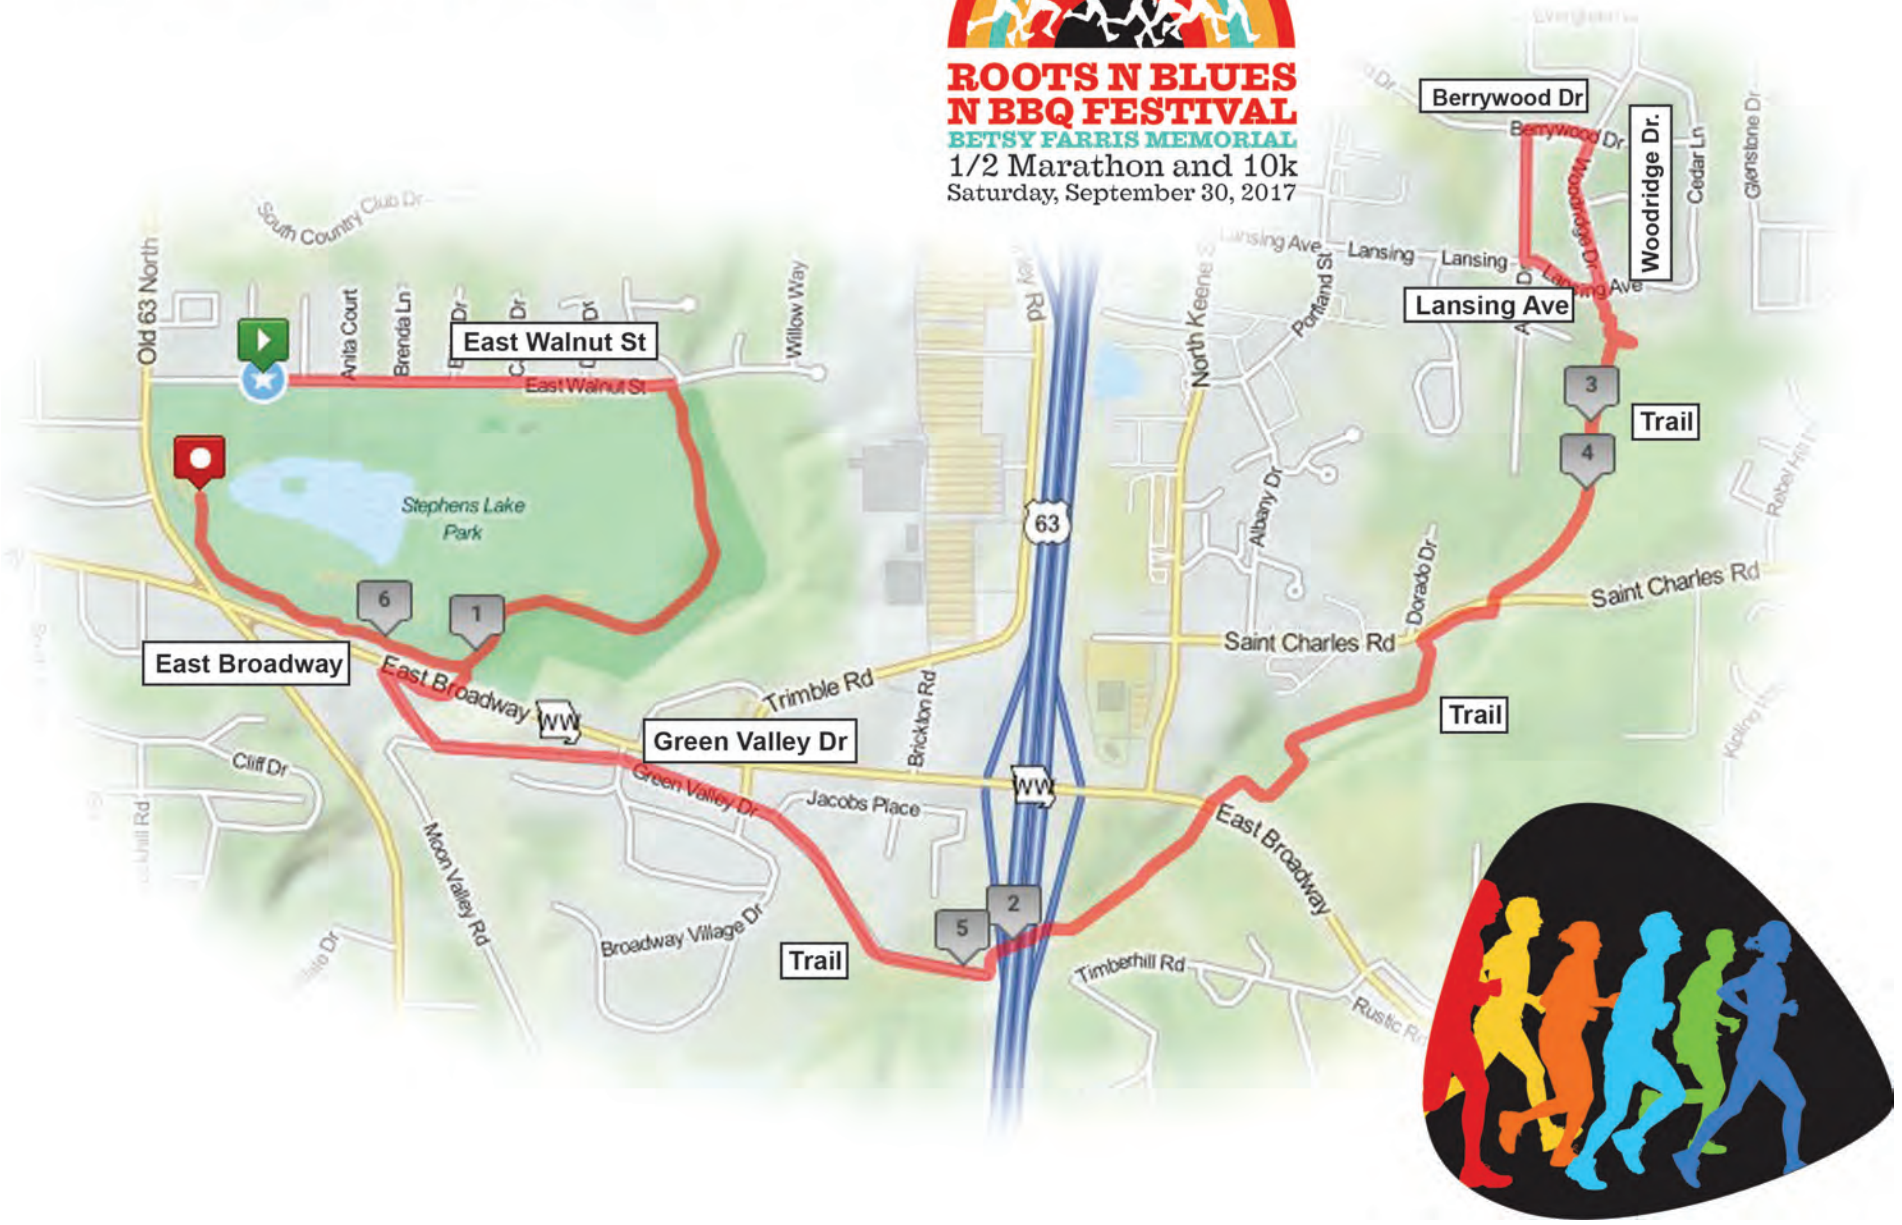 ROOTS N BLUES
N BBQ FESTIVAL
BETSY FARRIS MEMORIAL
1/2 Marathon and 10k
Saturday, September 30, 2017
Berrywood Dr
Berrywood Dr
Woodridge Dr.
Woodridge Dr
Cedar Ln
Glenstone Dr
South Country Club Dr
Old 63 North
Anita Court
Brenda Ln
Dr
Dr
Dr
Willow Way
East Walnut St
East Walnut St
North Keene S
Portland St
Lansing Ave
Lansing
Lansing
Lansing Ave
Lansing Ave
3
Trail
4
Stephens Lake
Park
63
Albany Dr
Dorado Dr
Saint Charles Rd
Saint Charles Rd
6
1
East Broadway
East Broadway
WW
Trimble Rd
Brickton Rd
Green Valley Dr
Green Valley Dr
Trail
WW
Jacobs Place
East Broadway
Cliff Dr
Moon Valley Rd
Broadway Village Dr
5
2
Trail
Timberhill Rd
Rustic R